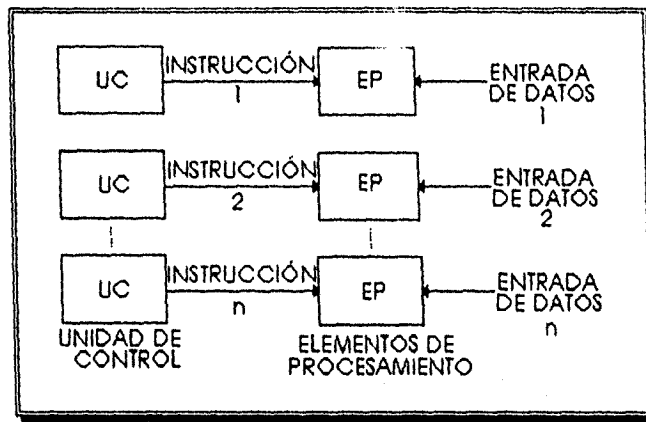 UC INSTRUCCIÓN 1 EP ENTRADA DE DATOS 1
UC INSTRUCCIÓN 2 EP ENTRADA DE DATOS 2
UC INSTRUCCIÓN n EP ENTRADA DE DATOS n
UNIDAD DE CONTROL
ELEMENTOS DE PROCESAMIENTO